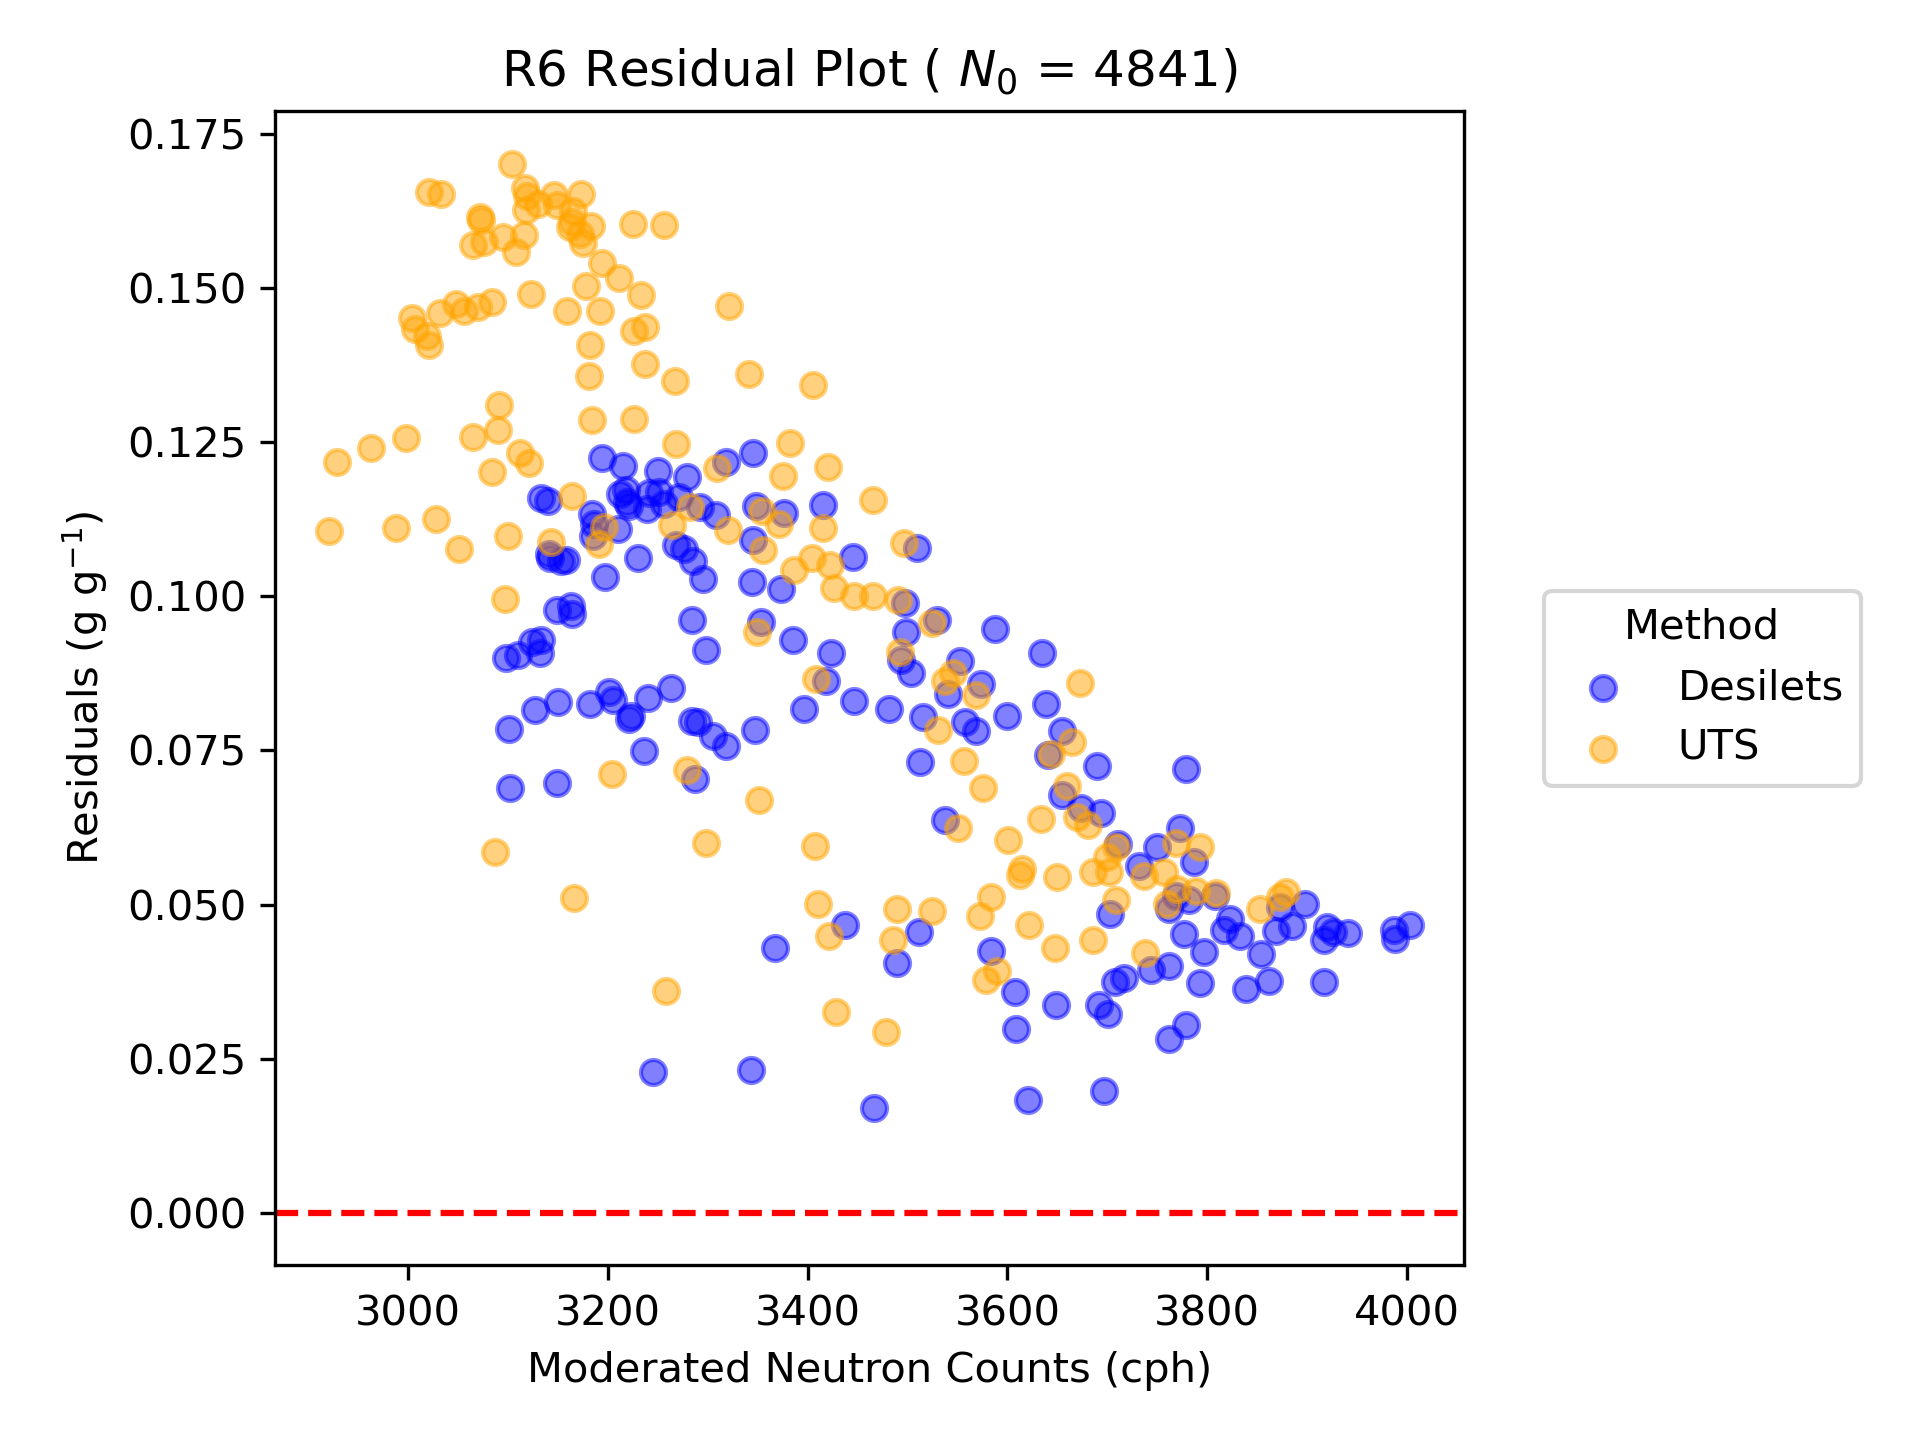 R6 Residual Plot ( N₀ = 4841)
0.175
0.150
0.125
0.100
0.075
0.050
0.025
0.000
Residuals (g g⁻¹)
3000 3200 3400 3600 3800 4000
Moderated Neutron Counts (cph)
Method
Desilets
UTS